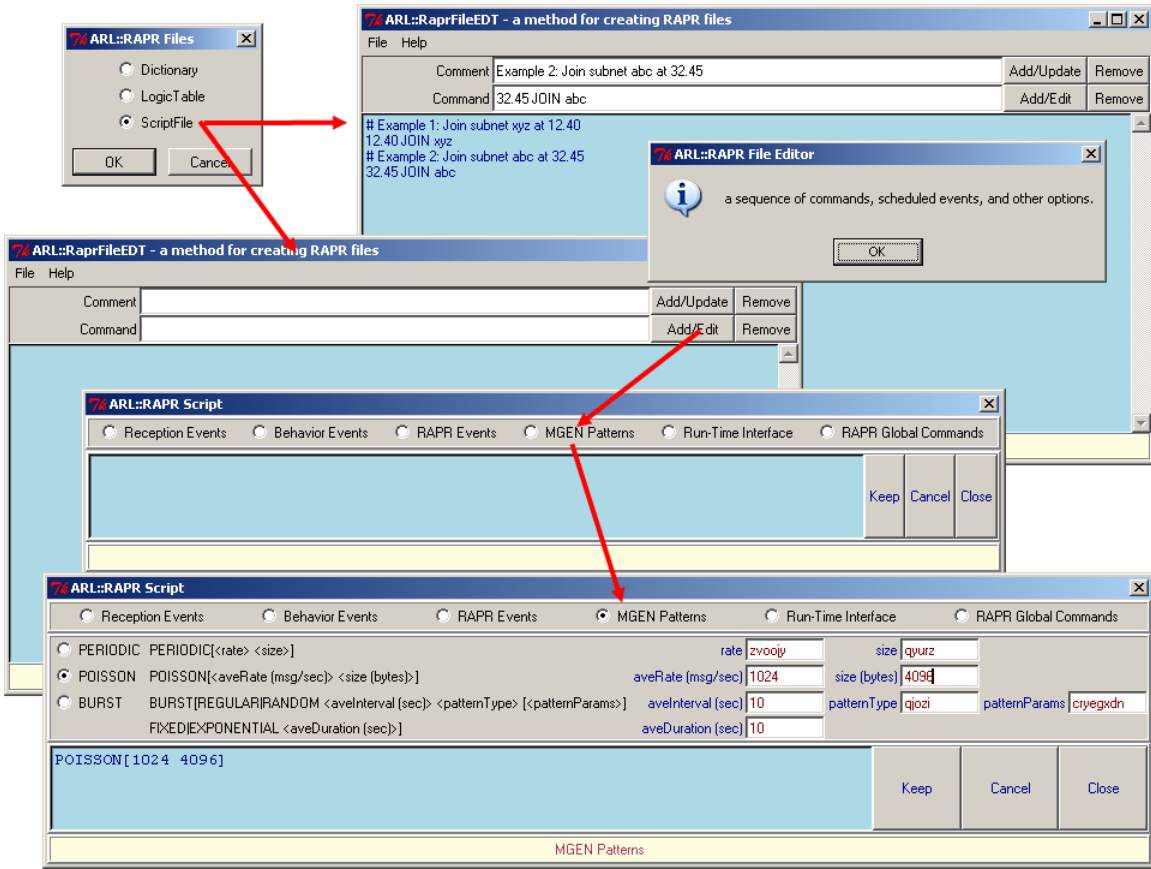 ARL::RAPR Files
Dictionary
LogicTable
ScriptFile
OK Cancel
ARL::RaprFileEDT - a method for creating RAPR files
File Help
Comment Example 2: Join subnet abc at 32.45 Add/Update Remove
Command 32.45 JOIN abc Add/Edit Remove
# Example 1: Join subnet xyz at 12.40
12.40 JOIN xyz
# Example 2: Join subnet abc at 32.45
32.45 JOIN abc
ARL::RAPR File Editor
a sequence of commands, scheduled events, and other options.
OK
ARL::RaprFileEDT - a method for creating RAPR files
File Help
Comment Add/Update Remove
Command Add/Edit Remove
ARL::RAPR Script
Reception Events Behavior Events RAPR Events MGEN Patterns Run-Time Interface RAPR Global Commands
Keep Cancel Close
ARL::RAPR Script
Reception Events Behavior Events RAPR Events MGEN Patterns Run-Time Interface RAPR Global Commands
PERIODIC PERIODIC[<rate> <size>] rate zvoojy size qyurz
POISSON POISSON[<aveRate (msg/sec)> <size (bytes)>] aveRate (msg/sec) 1024 size (bytes) 4096
BURST BURST[REGULAR|RANDOM <aveInterval (sec)> <patternType> [<patternParams>] aveInterval (sec) 10 patternType qjozi patternParams cryegxdn
FIXED|EXPONENTIAL <aveDuration (sec)>] aveDuration (sec) 10
POISSON[1024 4096]
Keep Cancel Close
MGEN Patterns